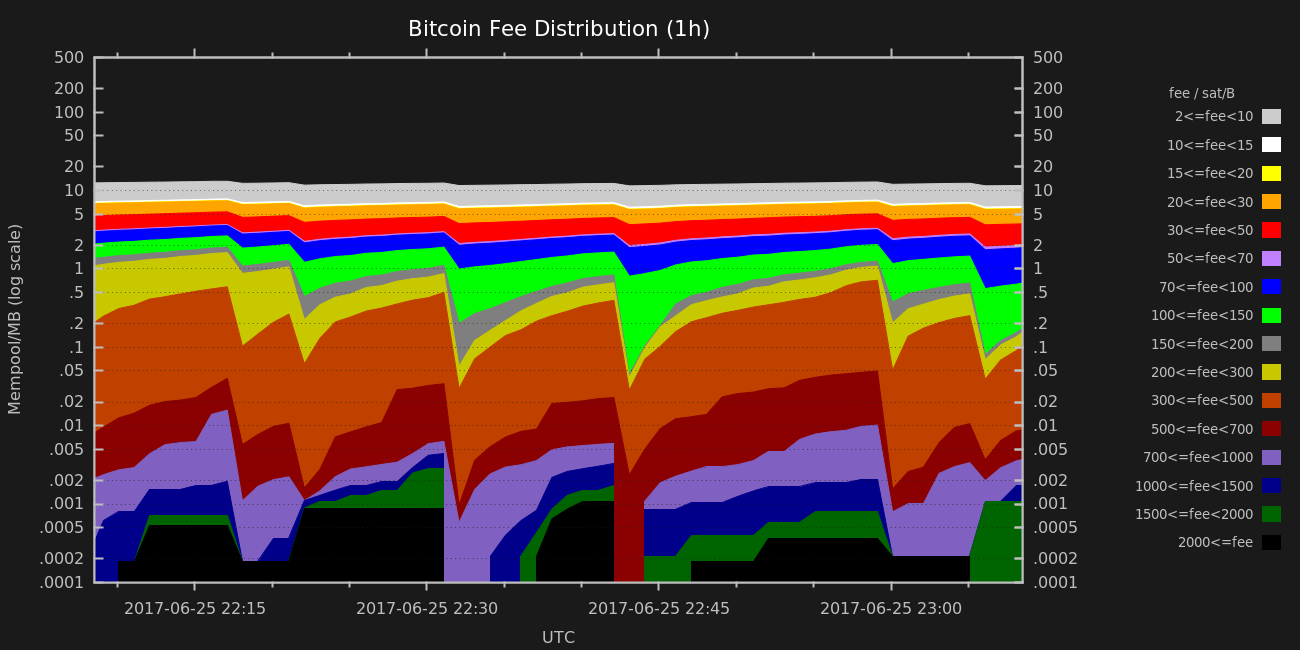 Bitcoin Fee Distribution (1h)
500
200
100
50
20
10
5
2
1
.5
.2
.1
.05
.02
.01
.005
.002
.001
.0005
.0002
.0001
Mempool/MB (log scale)
500
200
100
50
20
10
5
2
1
.5
.2
.1
.05
.02
.01
.005
.002
.001
.0005
.0002
.0001
2017-06-25 22:15
2017-06-25 22:30
2017-06-25 22:45
2017-06-25 23:00
UTC
fee / sat/B
2<=fee<10
10<=fee<15
15<=fee<20
20<=fee<30
30<=fee<50
50<=fee<70
70<=fee<100
100<=fee<150
150<=fee<200
200<=fee<300
300<=fee<500
500<=fee<700
700<=fee<1000
1000<=fee<1500
1500<=fee<2000
2000<=fee